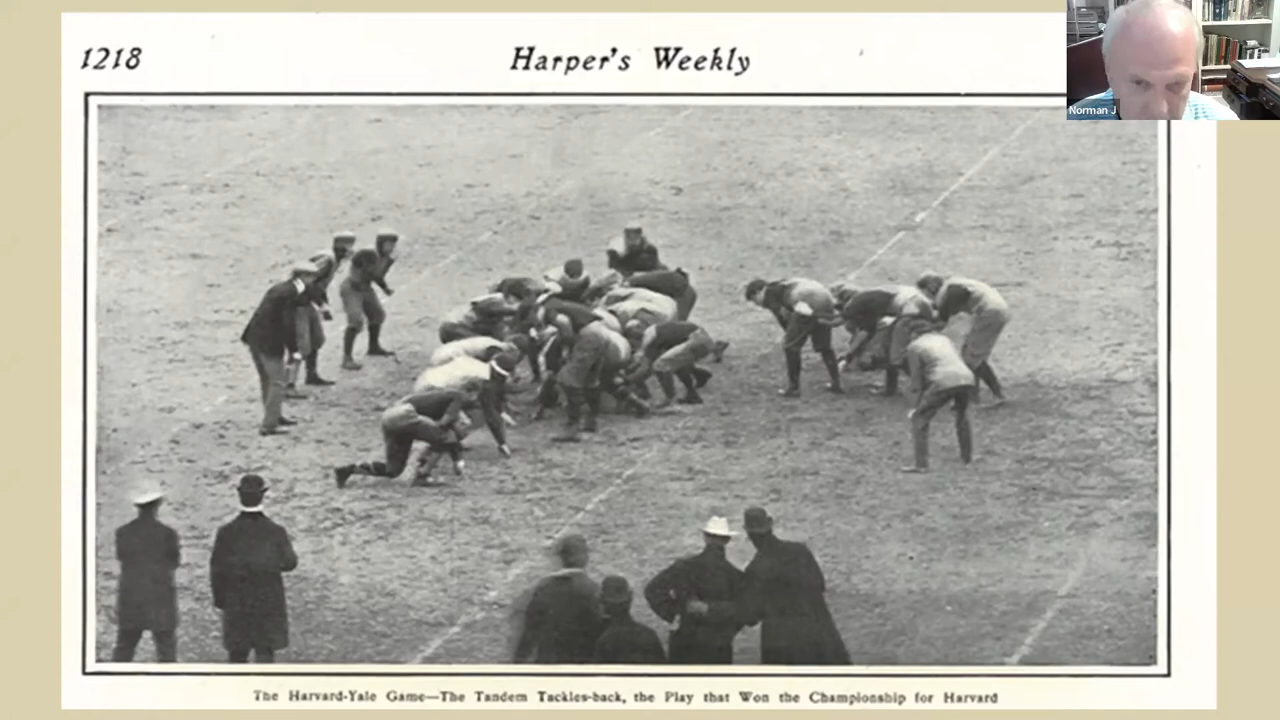 1218
Harper's Weekly
Norman J
The Harvard-Yale Game—The Tandem Tackles-back, the Play that Won the Championship for Harvard